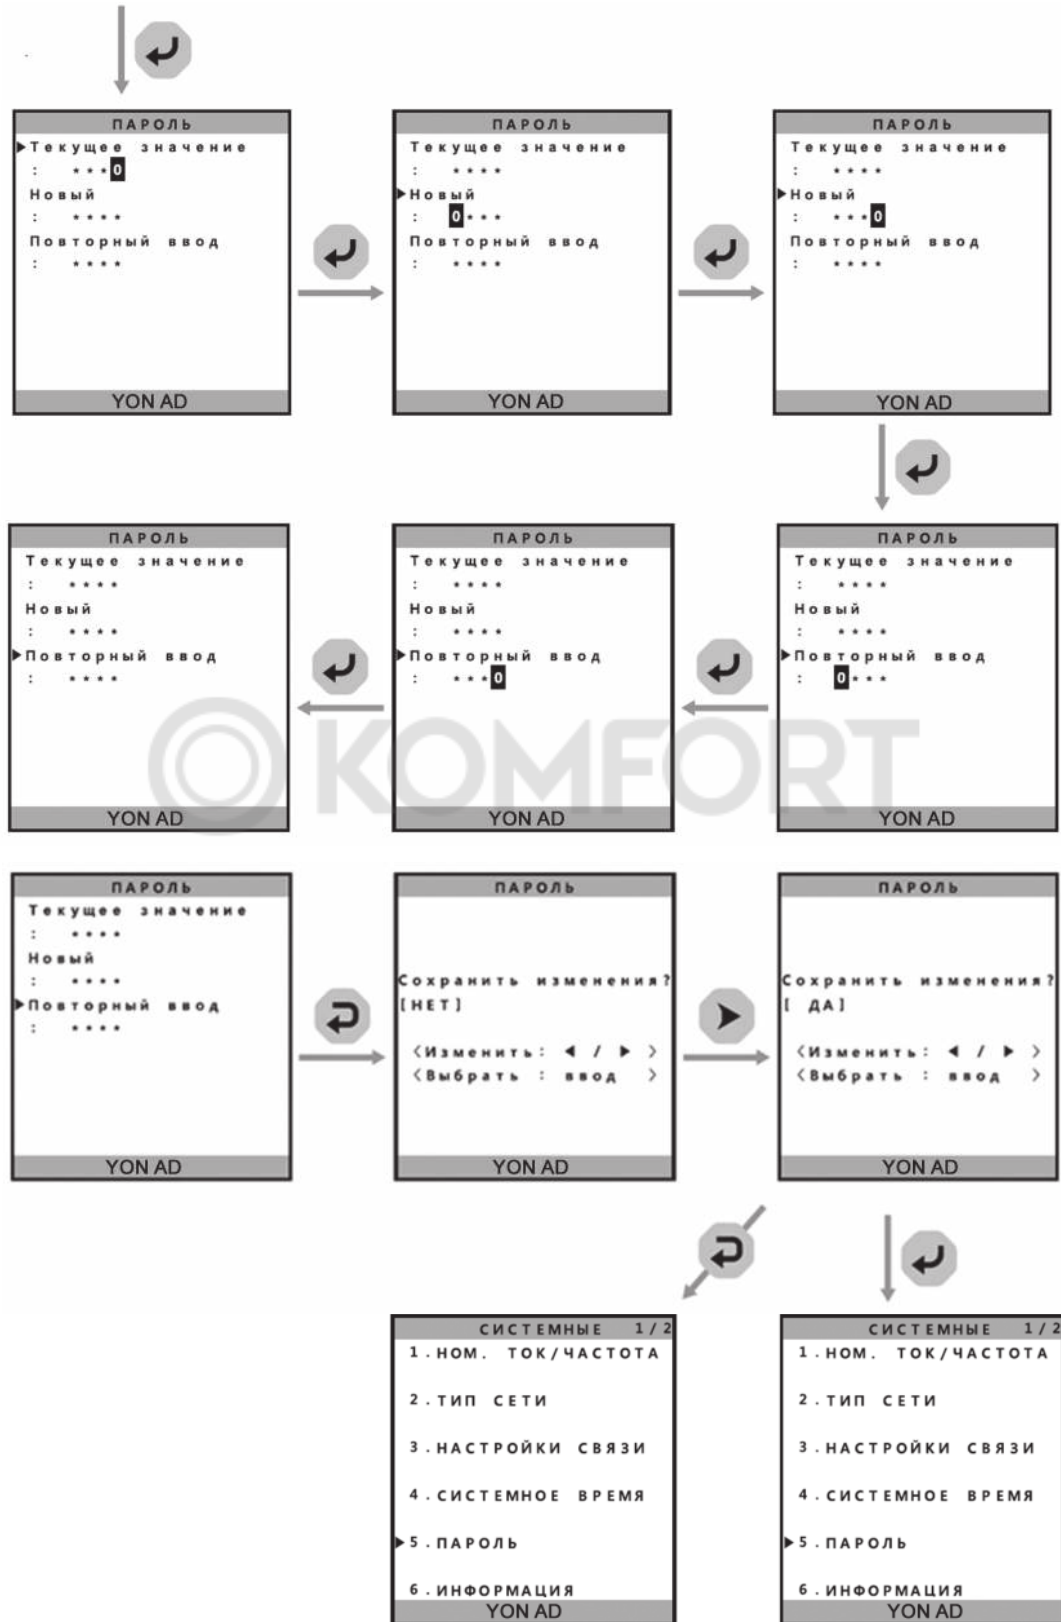 ПАРОЛЬ
▶Текущее значение
: ***0
Новый
: ****
Повторный ввод
: ****
YON AD
ПАРОЛЬ
Текущее значение
: ****
▶Новый
: 0***
Повторный ввод
: ****
YON AD
ПАРОЛЬ
Текущее значение
: ****
▶Новый
: ***0
Повторный ввод
: ****
YON AD
ПАРОЛЬ
Текущее значение
: ****
Новый
: ****
▶Повторный ввод
: ****
YON AD
ПАРОЛЬ
Текущее значение
: ****
Новый
: ****
▶Повторный ввод
: ***0
YON AD
ПАРОЛЬ
Текущее значение
: ****
Новый
: ****
▶Повторный ввод
: 0***
YON AD
KOMFORT
ПАРОЛЬ
Текущее значение
: ****
Новый
: ****
▶Повторный ввод
: ****
YON AD
ПАРОЛЬ
Сохранить изменения?
[НЕТ]
<Изменить: ◀ / ▶ >
<Выбрать : ввод >
YON AD
ПАРОЛЬ
Сохранить изменения?
[ ДА]
<Изменить: ◀ / ▶ >
<Выбрать : ввод >
YON AD
СИСТЕМНЫЕ 1/2
1.НОМ. ТОК/ЧАСТОТА
2.ТИП СЕТИ
3.НАСТРОЙКИ СВЯЗИ
4.СИСТЕМНОЕ ВРЕМЯ
▶5.ПАРОЛЬ
6.ИНФОРМАЦИЯ
YON AD
СИСТЕМНЫЕ 1/2
1.НОМ. ТОК/ЧАСТОТА
2.ТИП СЕТИ
3.НАСТРОЙКИ СВЯЗИ
4.СИСТЕМНОЕ ВРЕМЯ
▶5.ПАРОЛЬ
6.ИНФОРМАЦИЯ
YON AD